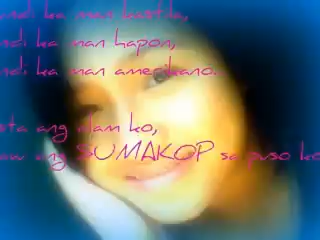 ndi ka man kastila,
ndi ka man hapon,
ndi ka man amerikano.
sta ang alam ko,
aw ang SUMAKOP sa puso ko